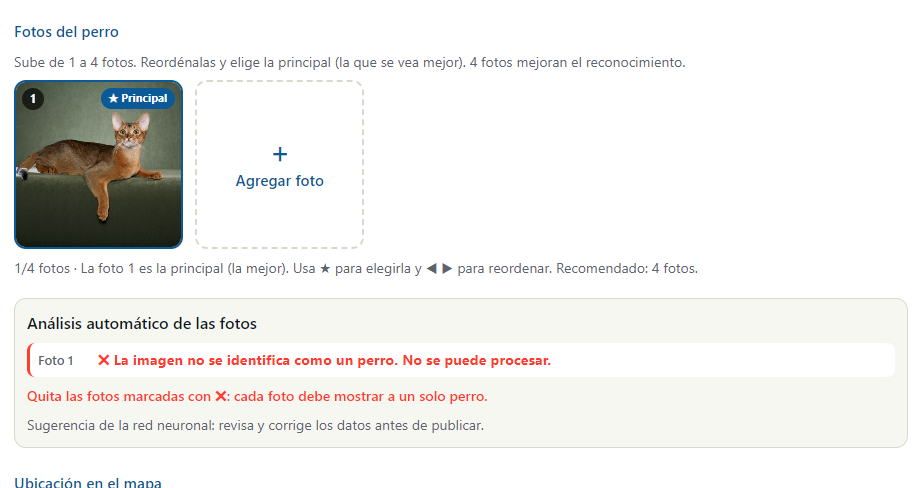 Fotos del perro
Sube de 1 a 4 fotos. Reordénalas y elige la principal (la que se vea mejor). 4 fotos mejoran el reconocimiento.
1
★ Principal
+
Agregar foto
1/4 fotos · La foto 1 es la principal (la mejor). Usa ★ para elegirla y ◀ ▶ para reordenar. Recomendado: 4 fotos.
Análisis automático de las fotos
Foto 1 ❌ La imagen no se identifica como un perro. No se puede procesar.
Quita las fotos marcadas con ❌: cada foto debe mostrar a un solo perro.
Sugerencia de la red neuronal: revisa y corrige los datos antes de publicar.
Ubicación en el mapa